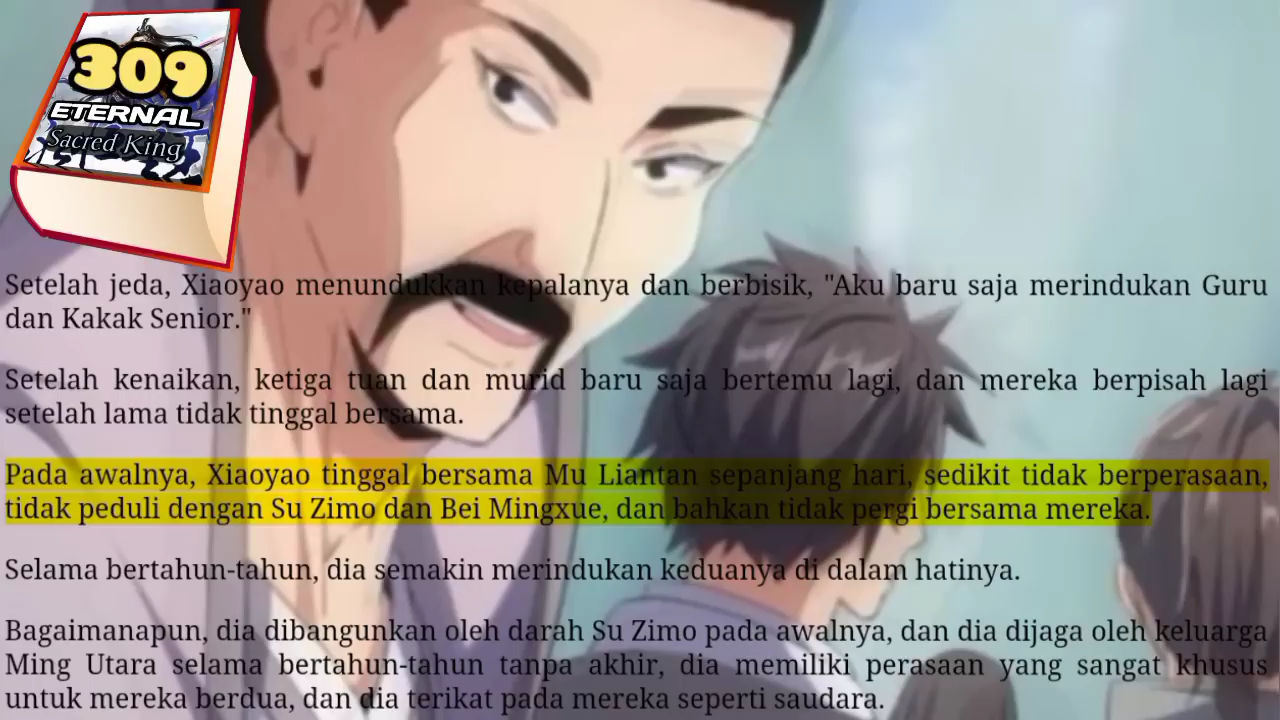 309
ETERNAL
Sacred King
Setelah jeda, Xiaoyao menundukkan kepalanya dan berbisik, "Aku baru saja merindukan Guru
dan Kakak Senior."
Setelah kenaikan, ketiga tuan dan murid baru saja bertemu lagi, dan mereka berpisah lagi
setelah lama tidak tinggal bersama.
Pada awalnya, Xiaoyao tinggal bersama Mu Liantan sepanjang hari, sedikit tidak berperasaan,
tidak peduli dengan Su Zimo dan Bei Mingxue, dan bahkan tidak pergi bersama mereka.
Selama bertahun-tahun, dia semakin merindukan keduanya di dalam hatinya.
Bagaimanapun, dia dibangunkan oleh darah Su Zimo pada awalnya, dan dia dijaga oleh keluarga
Ming Utara selama bertahun-tahun tanpa akhir, dia memiliki perasaan yang sangat khusus
untuk mereka berdua, dan dia terikat pada mereka seperti saudara.